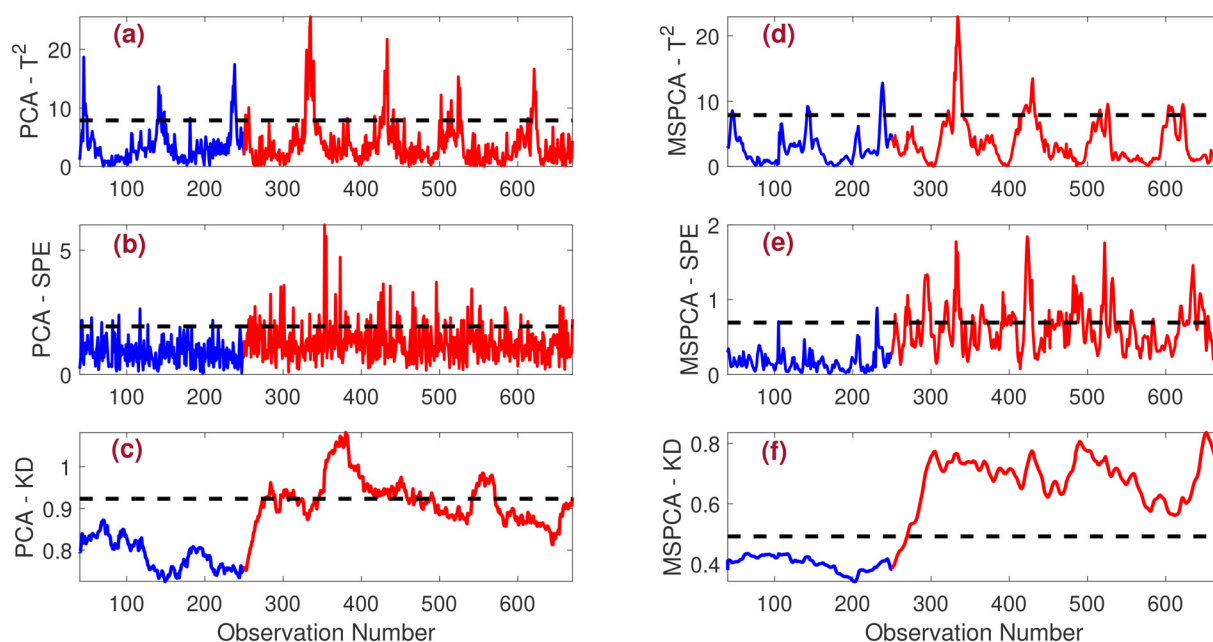 (a)
PCA - T²
20
10
0
100 200 300 400 500 600
(b)
PCA - SPE
5
0
100 200 300 400 500 600
(c)
PCA - KD
1
0.9
0.8
100 200 300 400 500 600
Observation Number
(d)
MSPCA - T²
20
10
0
100 200 300 400 500 600
(e)
MSPCA - SPE
2
1
0
100 200 300 400 500 600
(f)
MSPCA - KD
0.8
0.6
0.4
100 200 300 400 500 600
Observation Number